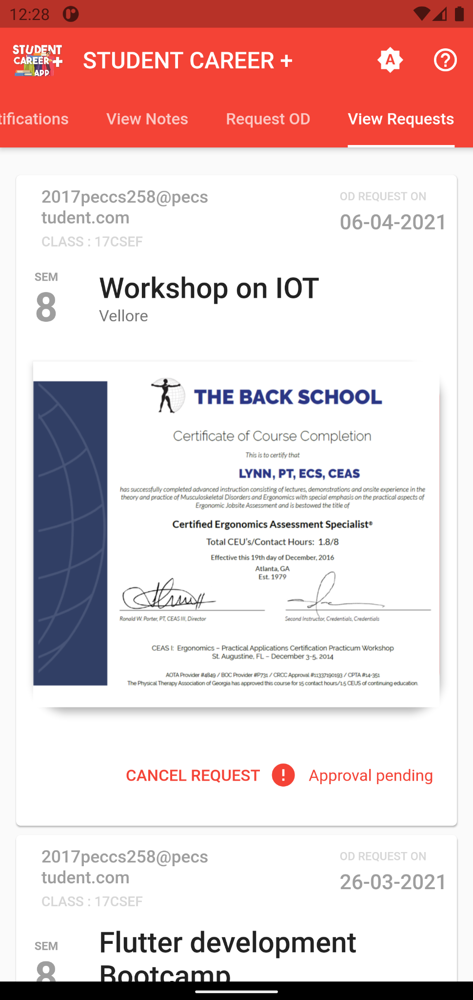 12:28
STUDENT
CAREER +
APP
STUDENT CAREER +
A
?
tifications
View Notes
Request OD
View Requests
2017peccs258@pecs
tudent.com
CLASS : 17CSEF
OD REQUEST ON
06-04-2021
SEM
8
Workshop on IOT
Vellore
THE BACK SCHOOL
Certificate of Course Completion
This is to certify that
LYNN, PT, ECS, CEAS
has successfully completed advanced instruction consisting of lectures, demonstrations and onsite experience in the
theory and practice of Musculoskeletal Disorders and Ergonomics with special emphasis on the practical aspects of
Ergonomic Jobsite Assessment and is bestowed the title of
Certified Ergonomics Assessment Specialist®
Total CEU's/Contact Hours: 1.8/8
Effective this 19th day of December, 2016
Atlanta, GA
Est. 1979
Ronald W. Porter, PT, CEAS III, Director
Second Instructor, Credentials, Credentials
CEAS I: Ergonomics – Practical Applications Certification Practicum Workshop
St. Augustine, FL – December 3-5, 2014
AOTA Provider #4849 / BOC Provider #P731 / CRCC Approval #11337190193 / CPTA #14-351
The Physical Therapy Association of Georgia has approved this course for 15 contact hours/1.5 CEUS of continuing education.
CANCEL REQUEST
!
Approval pending
2017peccs258@pecs
tudent.com
CLASS : 17CSEF
OD REQUEST ON
26-03-2021
SEM
8
Flutter development
Bootcamp